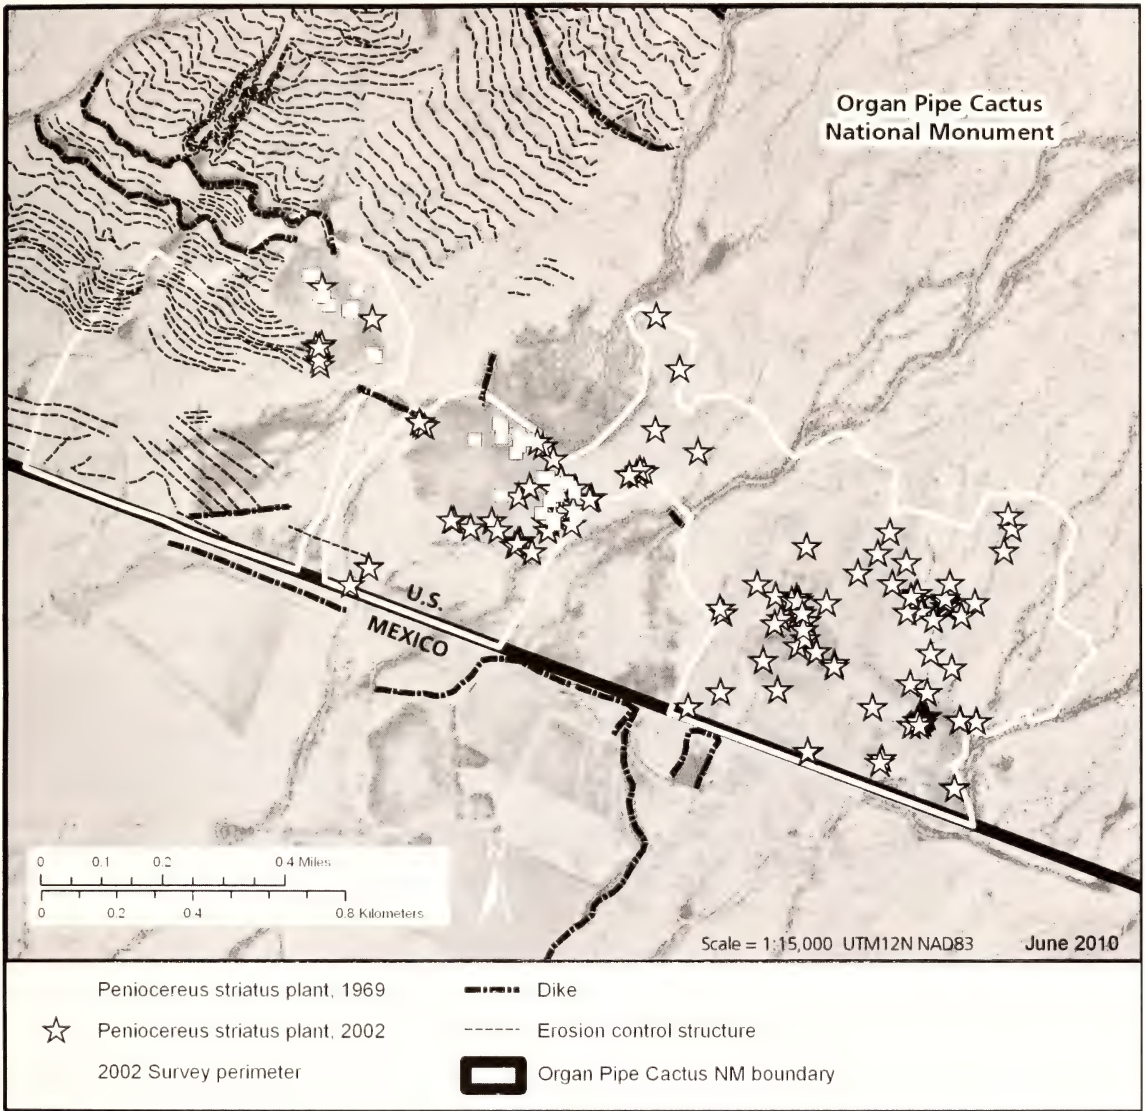 Organ Pipe Cactus
National Monument
U.S.
MEXICO
0 0.1 0.2 0.4 Miles
0 0.2 0.4 0.8 Kilometers
Scale = 1:15,000 UTM12N NAD83 June 2010
Peniocereus striatus plant, 1969
Dike
Peniocereus striatus plant, 2002
Erosion control structure
2002 Survey perimeter
Organ Pipe Cactus NM boundary